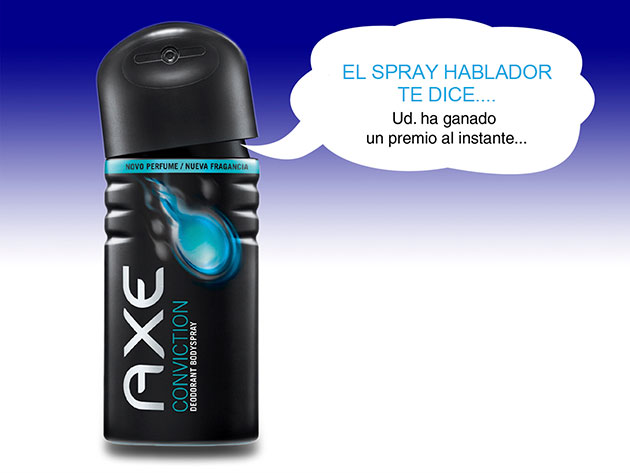 EL SPRAY HABLADOR
TE DICE....
Ud. ha ganado
un premio al instante...
NOVO PERFUME / NUEVA FRAGANCIA
AXE
CONVICTION
DEODORANT BODYSPRAY